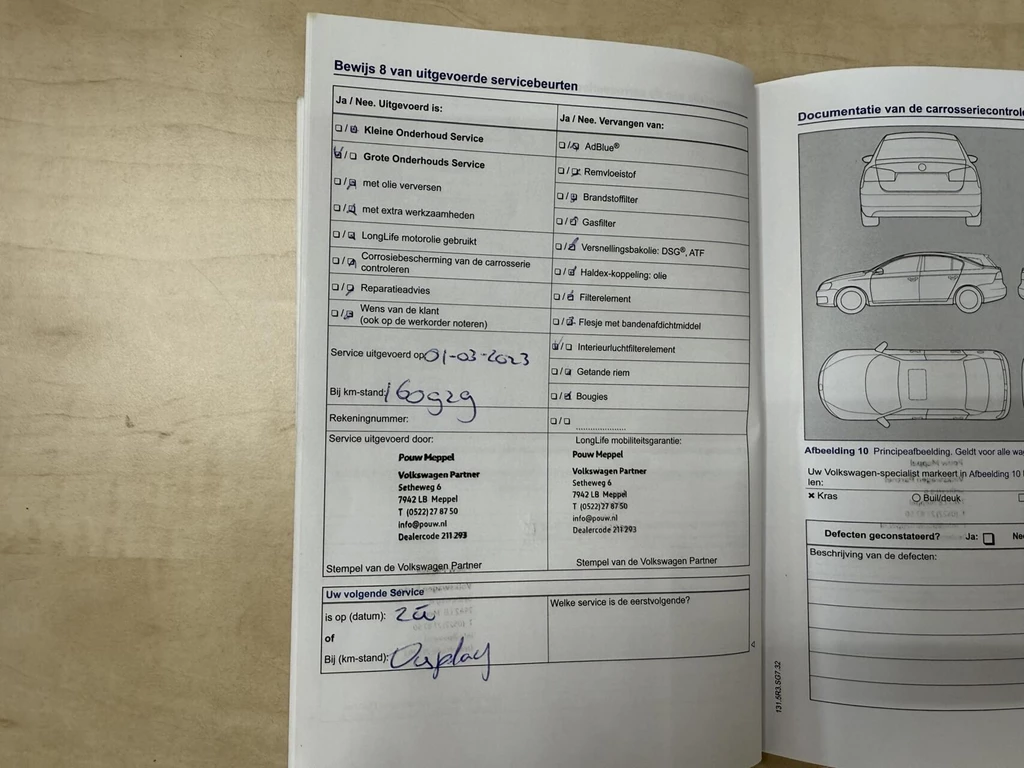 Bewijs 8 van uitgevoerde servicebeurten
Ja / Nee. Uitgevoerd is:
Kleine Onderhoud Service
Grote Onderhouds Service
met olie verversen
met extra werkzaamheden
LongLife motorolie gebruikt
Corrosiebescherming van de carrosserie
controleren
Reparatieadvies
Wens van de klant
(ook op de werkorder noteren)
Service uitgevoerd op 01-03-2023
Bij km-stand: 160929
Rekeningnummer:
Ja / Nee. Vervangen van:
AdBlue®
Remvloeistof
Brandstoffilter
Gasfilter
Versnellingsbakolie: DSG®, ATF
Haldex-koppeling: olie
Filterelement
Flesje met bandenafdichtmiddel
Interieurluchtfilterelement
Getande riem
Bougies
Service uitgevoerd door:
Pouw Meppel
Volkswagen Partner
Setheweg 6
7942 LB Meppel
T (0522) 27 87 50
info@pouw.nl
Dealercode 211 293
Stempel van de Volkswagen Partner
LongLife mobiliteitsgarantie:
Pouw Meppel
Volkswagen Partner
Setheweg 6
7942 LB Meppel
T (0522) 27 87 50
info@pouw.nl
Dealercode 211 293
Stempel van de Volkswagen Partner
Uw volgende Service
is op (datum):
of
Bij (km-stand): Display
Welke service is de eerstvolgende?
Documentatie van de carrosseriecontrole
Afbeelding 10 Principeafbeelding. Geldt voor alle
Uw Volkswagen-specialist markeert in Afbeelding 10
len:
× Kras
Buil/deuk
Defecten geconstateerd? Ja:
Beschrijving van de defecten:
131.5R3.SG7.32